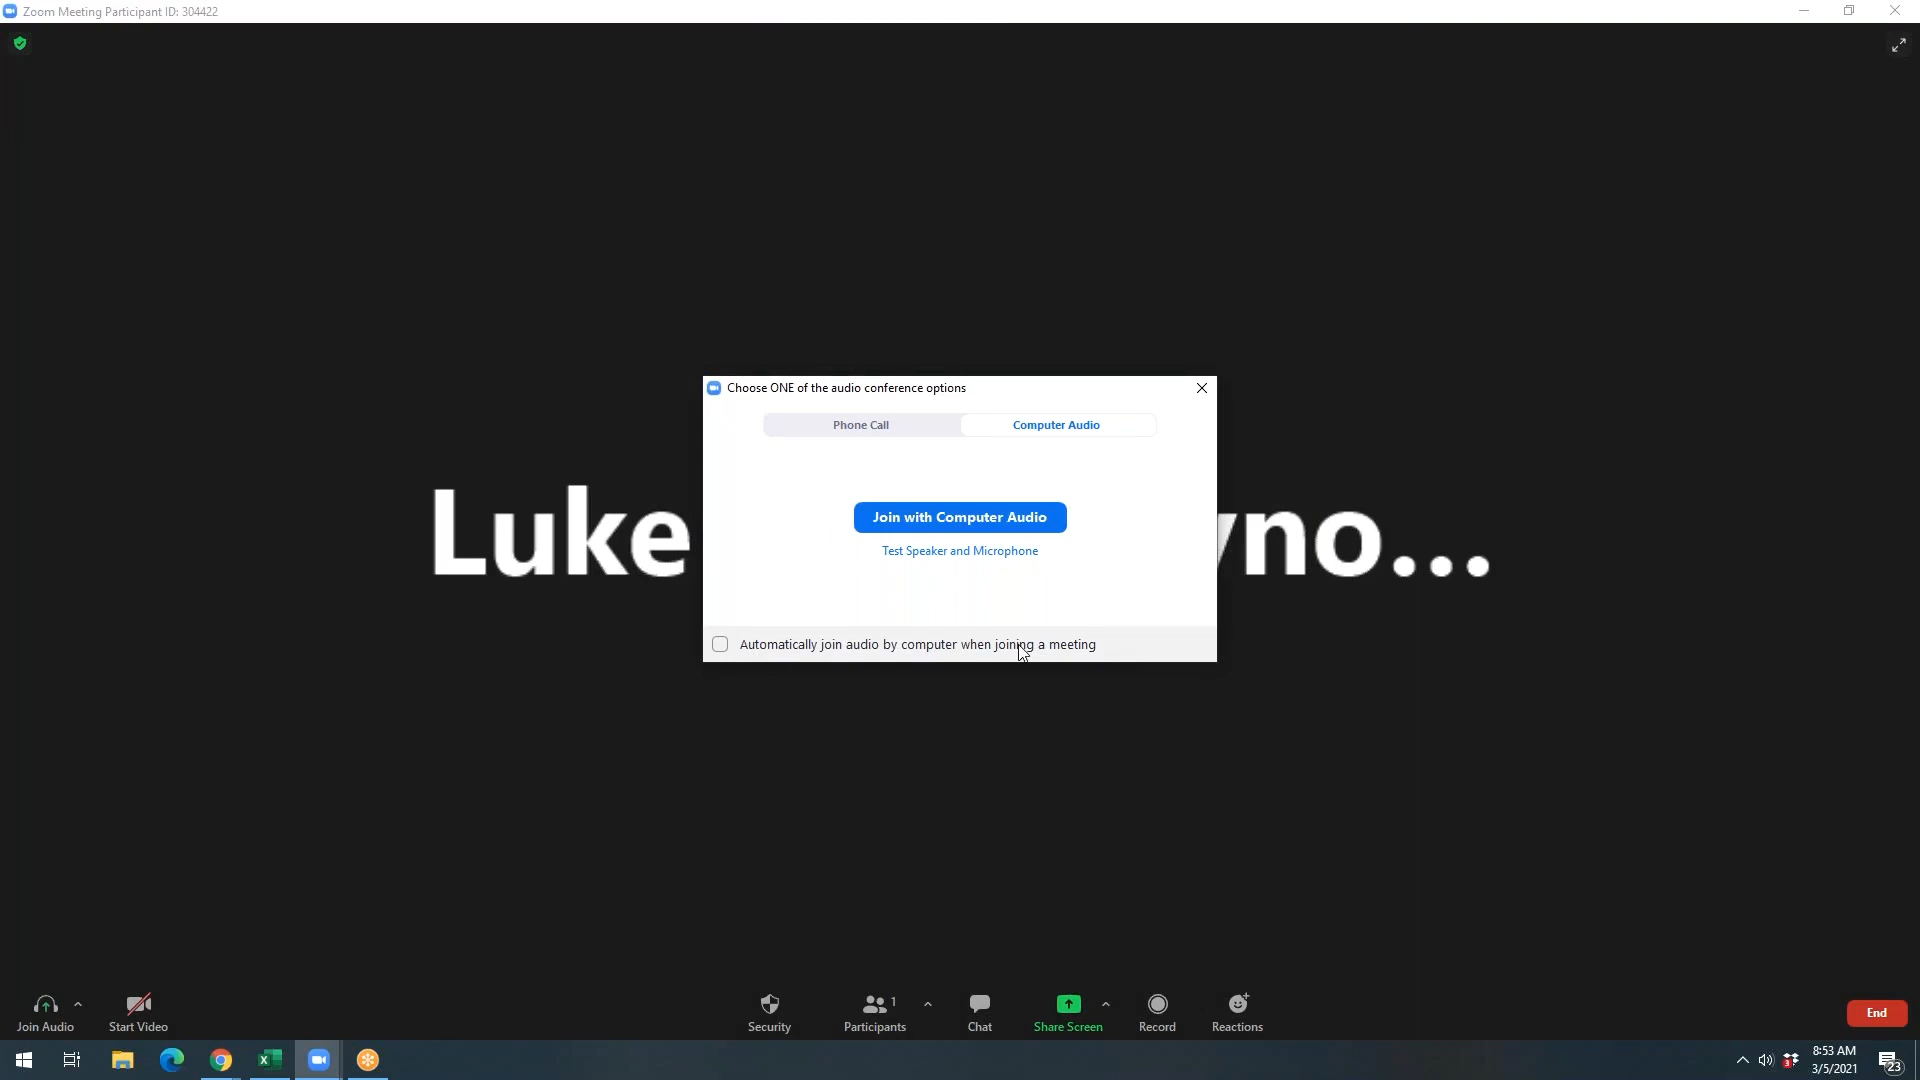 Zoom Meeting Participant ID: 304422
Choose ONE of the audio conference options
Phone Call
Computer Audio
Luke
yno...
Join with Computer Audio
Test Speaker and Microphone
Automatically join audio by computer when joining a meeting
Join Audio
Start Video
Security
1
Participants
Chat
Share Screen
Record
Reactions
End
3
8:53 AM
3/5/2021
23